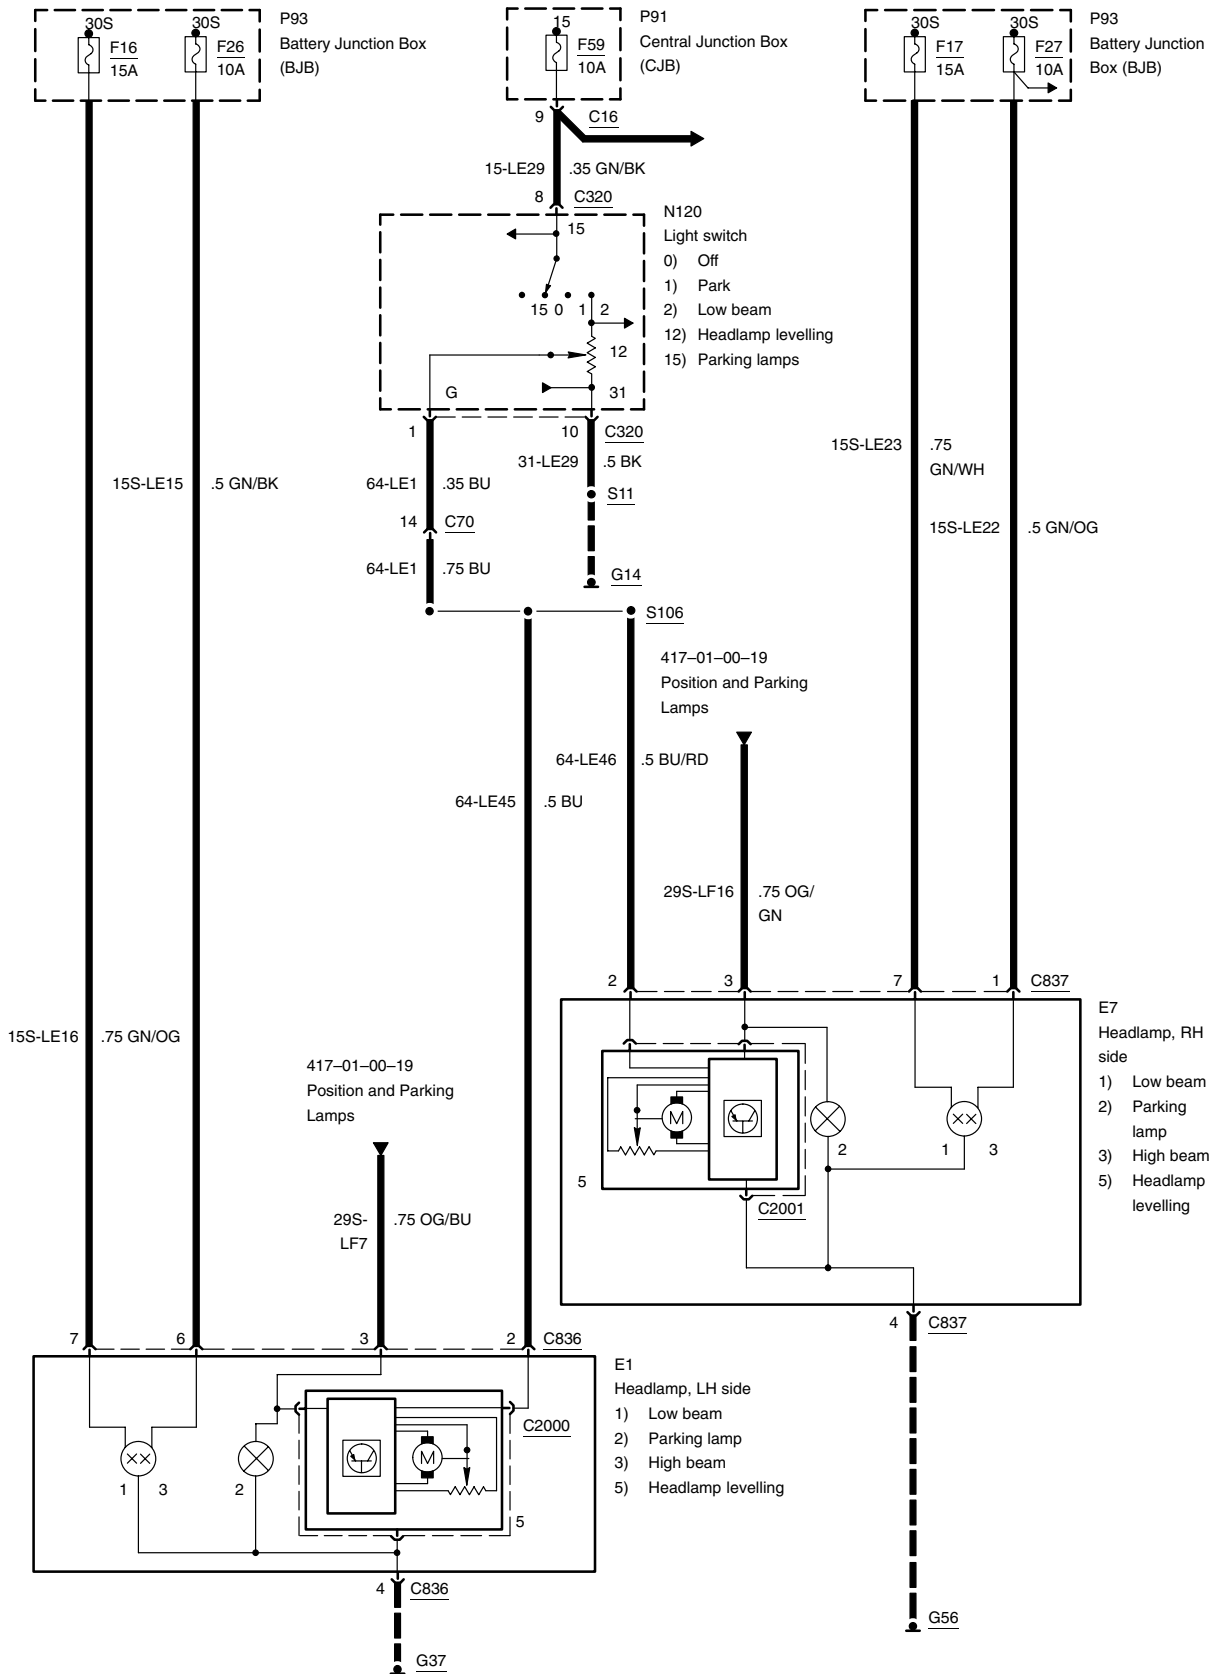 30S
F16
15A
30S
F26
10A
P93
Battery Junction Box
(BJB)
15
F59
10A
P91
Central Junction Box
(CJB)
30S
F17
15A
30S
F27
10A
P93
Battery Junction
Box (BJB)
9
C16
15-LE29
.35 GN/BK
8
C320
15
15 0 1 2
12
G
31
N120
Light switch
0) Off
1) Park
2) Low beam
12) Headlamp levelling
15) Parking lamps
1
10
C320
31-LE29
.5 BK
64-LE1
.35 BU
S11
14
C70
64-LE1
.75 BU
G14
S106
15S-LE15
.5 GN/BK
15S-LE23
.75
GN/WH
15S-LE22
.5 GN/OG
417–01–00–19
Position and Parking
Lamps
64-LE46
.5 BU/RD
64-LE45
.5 BU
29S-LF16
.75 OG/
GN
2
3
7
1
C837
15S-LE16
.75 GN/OG
417–01–00–19
Position and Parking
Lamps
29S-
LF7
.75 OG/BU
M
5
C2001
2
1
3
E7
Headlamp, RH
side
1) Low beam
2) Parking
lamp
3) High beam
5) Headlamp
levelling
4
C837
G56
7
6
3
2
C836
1
3
2
M
C2000
5
E1
Headlamp, LH side
1) Low beam
2) Parking lamp
3) High beam
5) Headlamp levelling
4
C836
G37